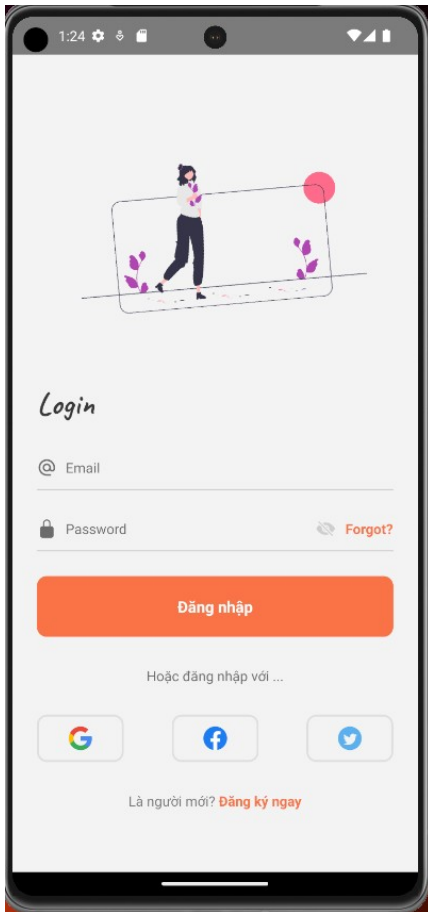 1:24
Login
Email
Password Forgot?
Đăng nhập
Hoặc đăng nhập với ...
Là người mới? Đăng ký ngay